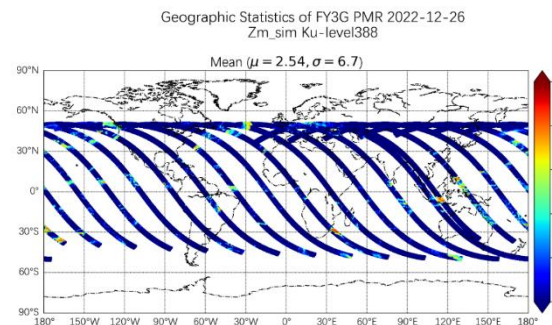 Geographic Statistics of FY3G PMR 2022-12-26
Zm_sim Ku-level388
Mean (μ = 2.54, σ = 6.7)
90°N
60°N
30°N
0°
30°S
60°S
90°S
180° 150°W 120°W 90°W 60°W 30°W 0° 30°E 60°E 90°E 120°E 150°E 180°